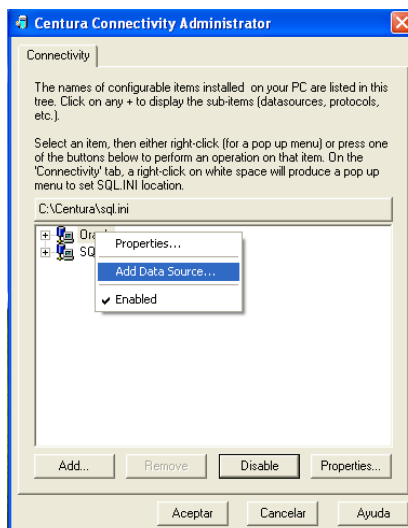 Centura Connectivity Administrator
Connectivity
The names of configurable items installed on your PC are listed in this
tree. Click on any + to display the sub-items (datasources, protocols,
etc.).
Select an item, then either right-click (for a pop up menu) or press one
of the buttons below to perform an operation on that item. On the
'Connectivity' tab, a right-click on white space will produce a pop up
menu to set SQL.INI location.
C:\Centura\sql.ini
Properties...
Add Data Source...
Enabled
Add... Remove Disable Properties...
Aceptar Cancelar Ayuda